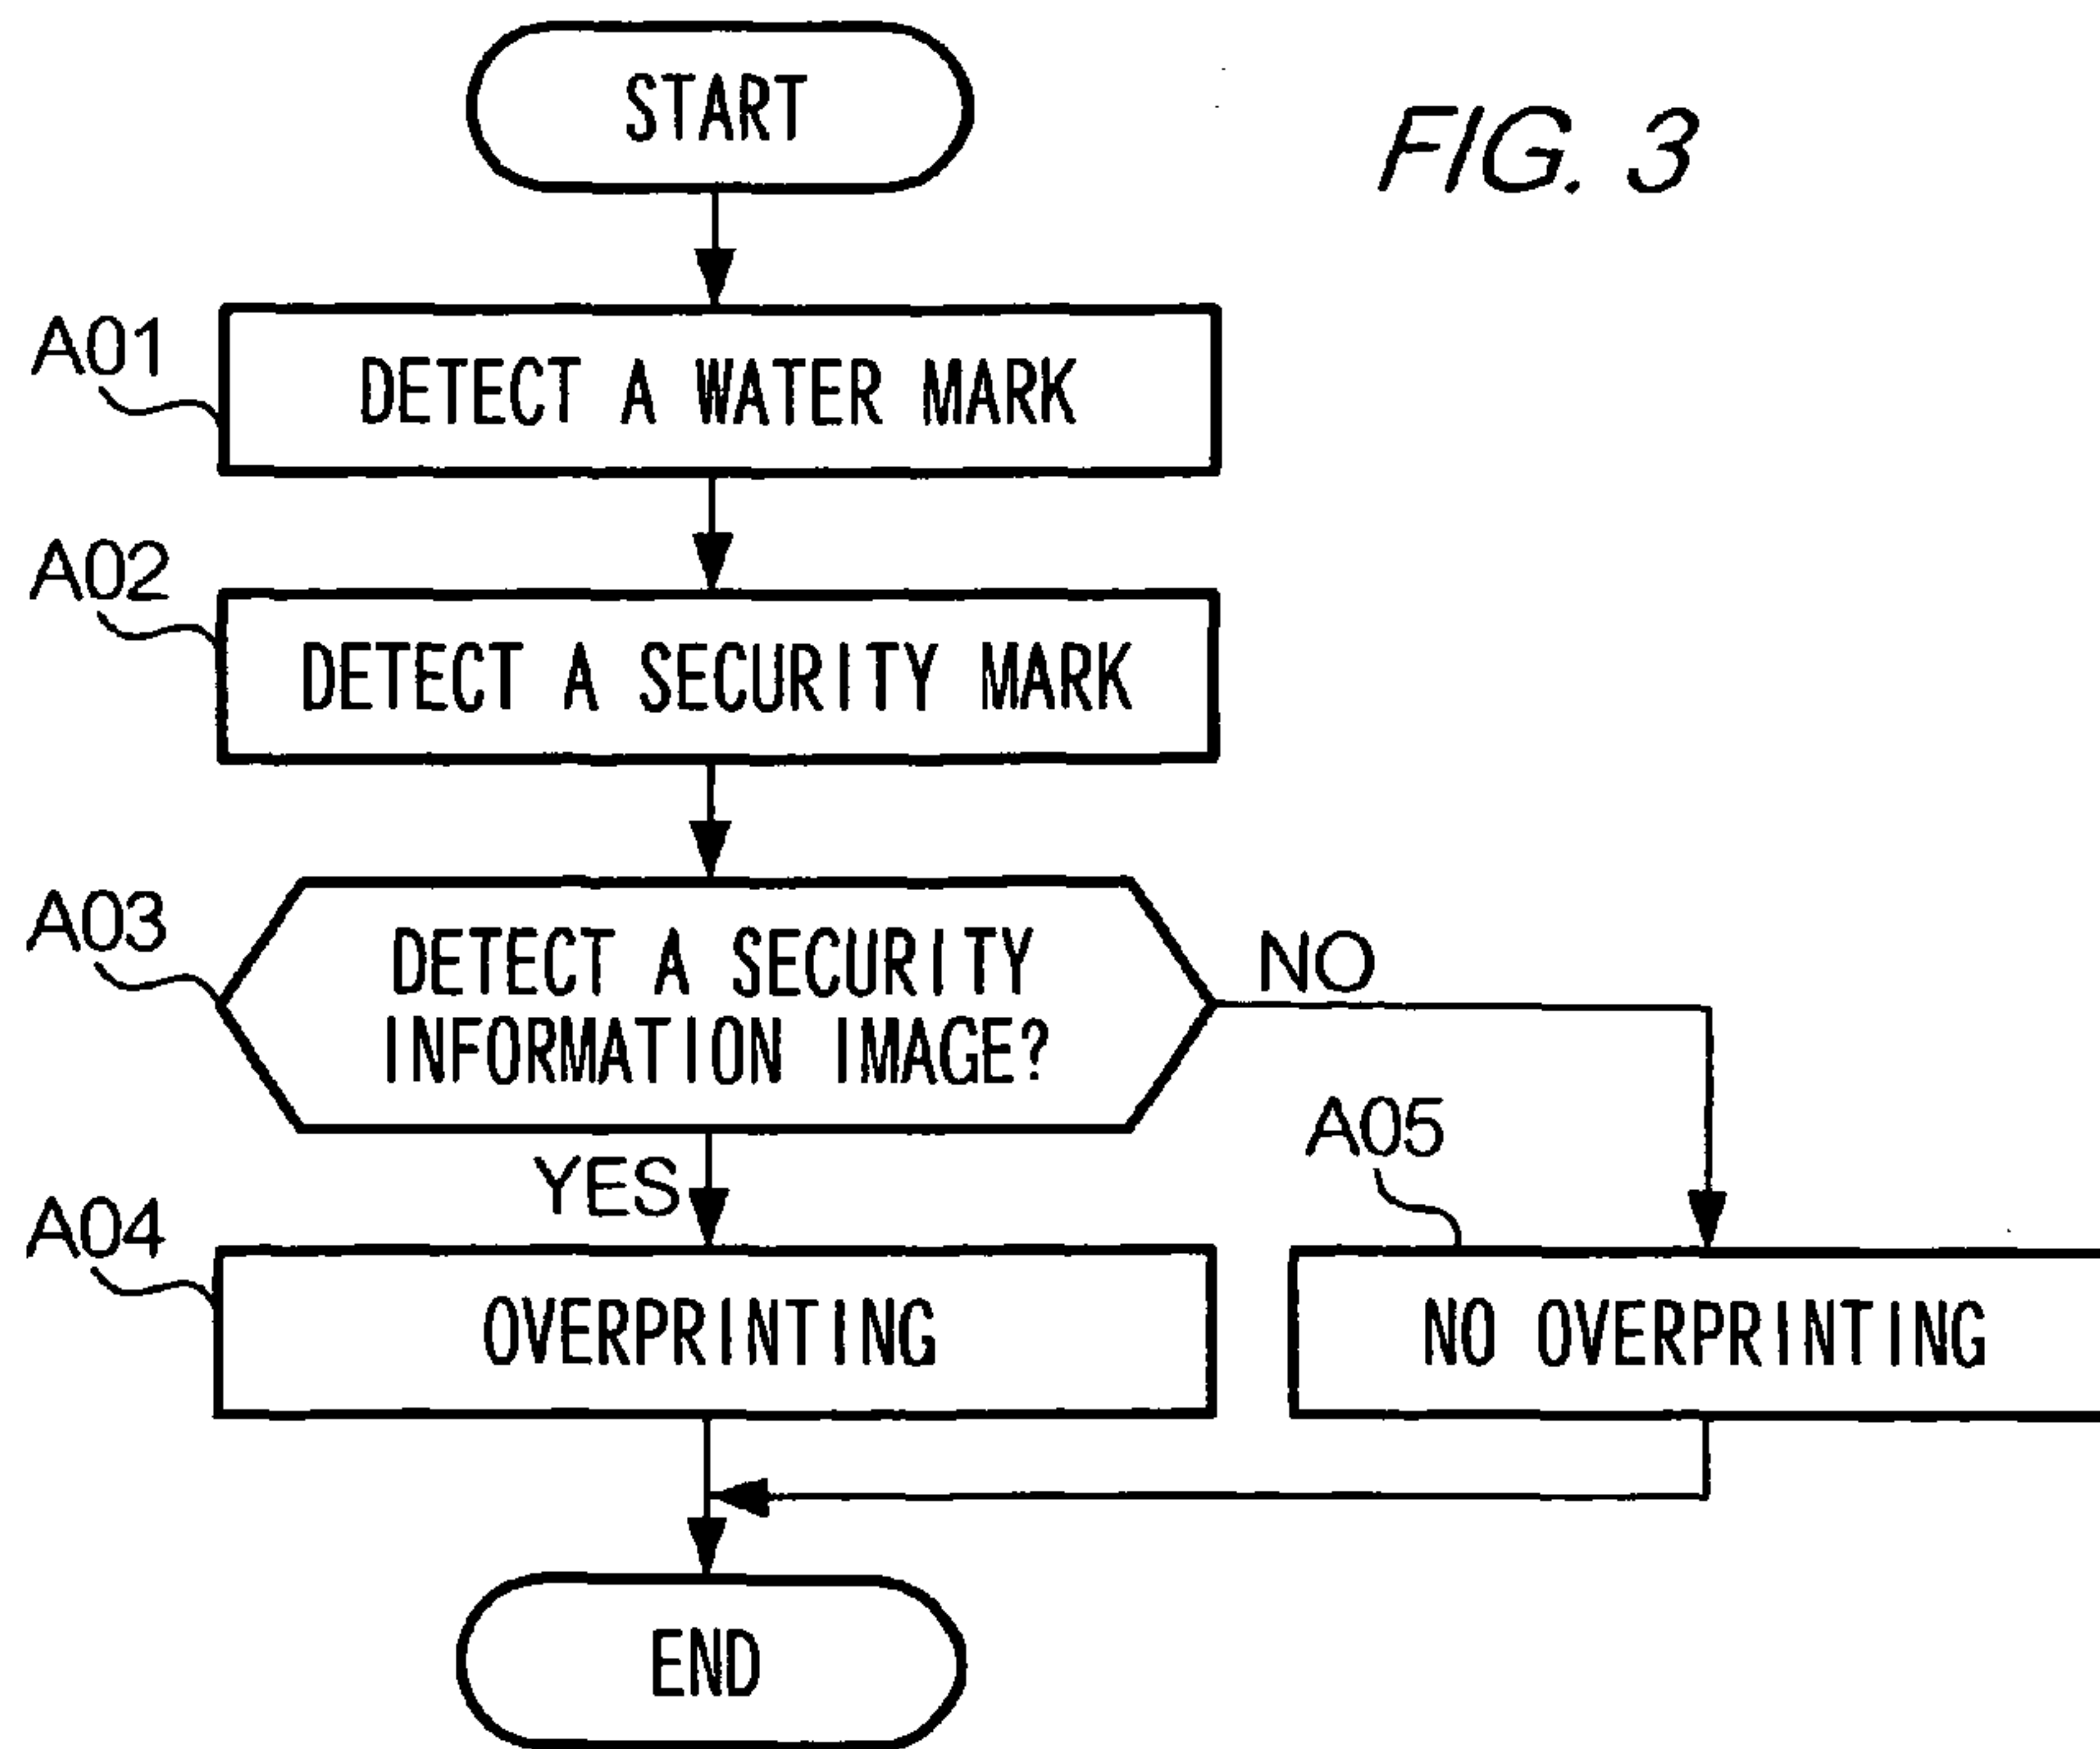 START
FIG. 3
A01
DETECT A WATER MARK
A02
DETECT A SECURITY MARK
A03
DETECT A SECURITY
INFORMATION IMAGE?
NO
YES
A05
A04
OVERPRINTING
NO OVERPRINTING
END